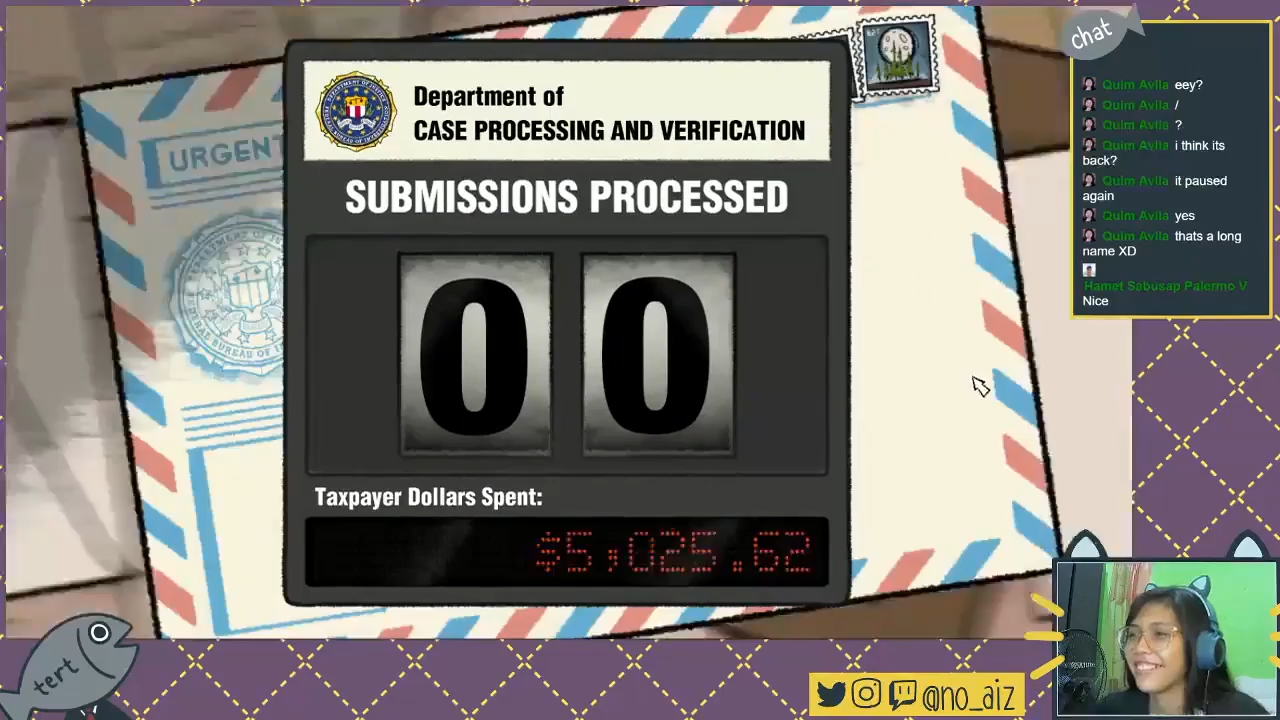 chat
Quim Avila eey?
Quim Avila /
Quim Avila ?
Quim Avila i think its
back?
Quim Avila it paused
again
Quim Avila yes
Quim Avila thats a long
name XD
Hamet Sabusap Palermo V
Nice
Department of
CASE PROCESSING AND VERIFICATION
URGENT
SUBMISSIONS PROCESSED
0 0
Taxpayer Dollars Spent:
$5,025.62
tert
@no_aiz